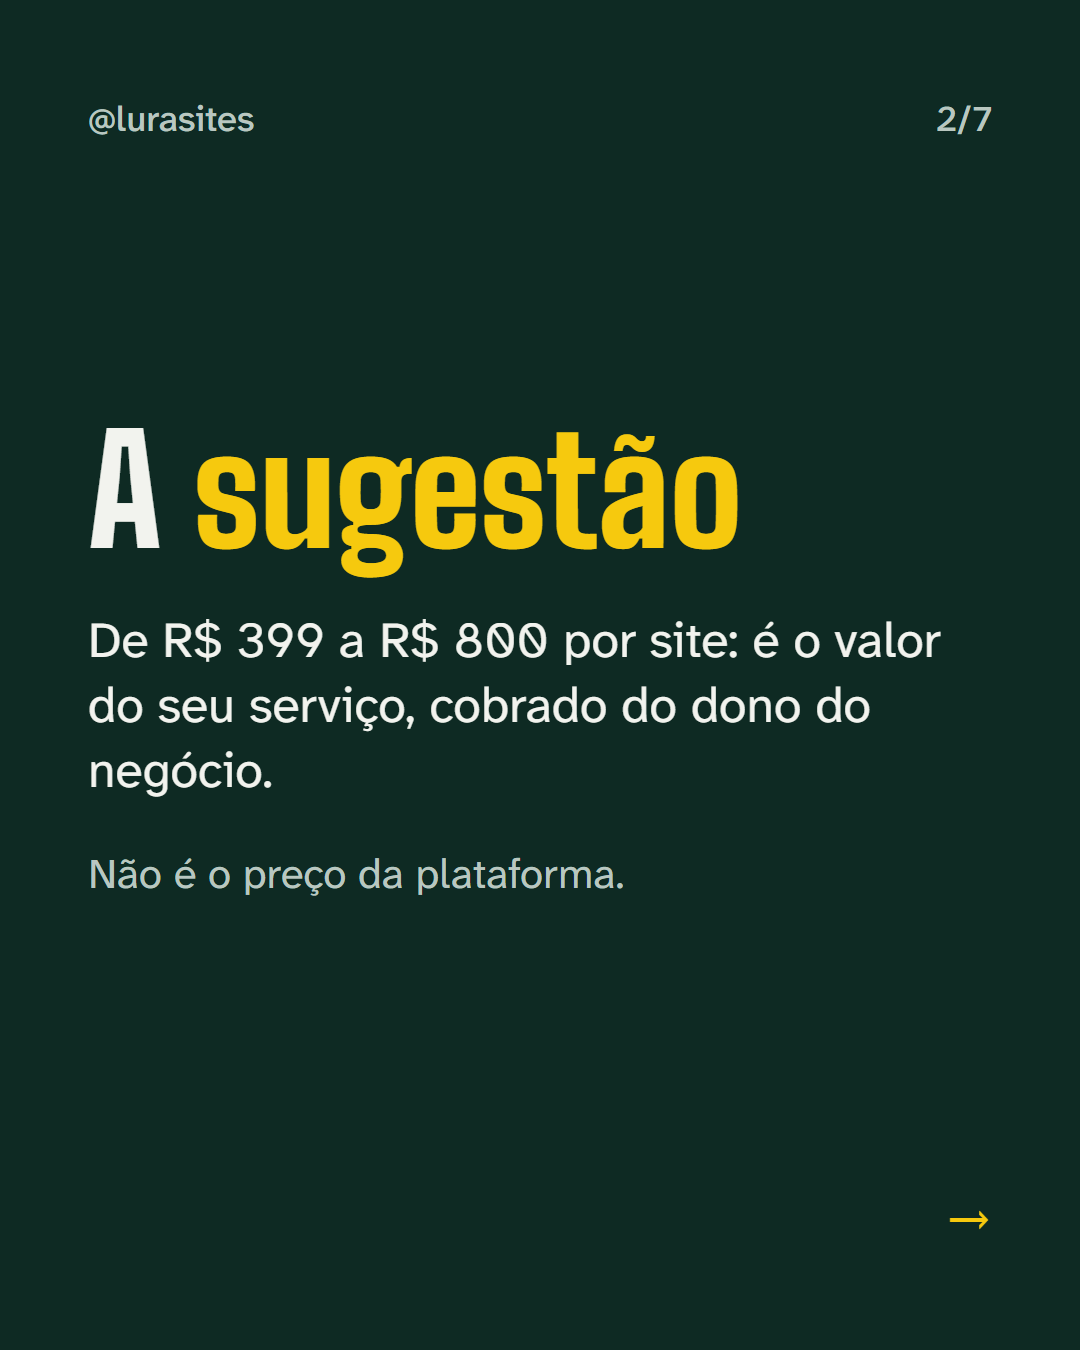 @lurasites
2/7
A sugestão
De R$ 399 a R$ 800 por site: é o valor
do seu serviço, cobrado do dono do
negócio.
Não é o preço da plataforma.
→